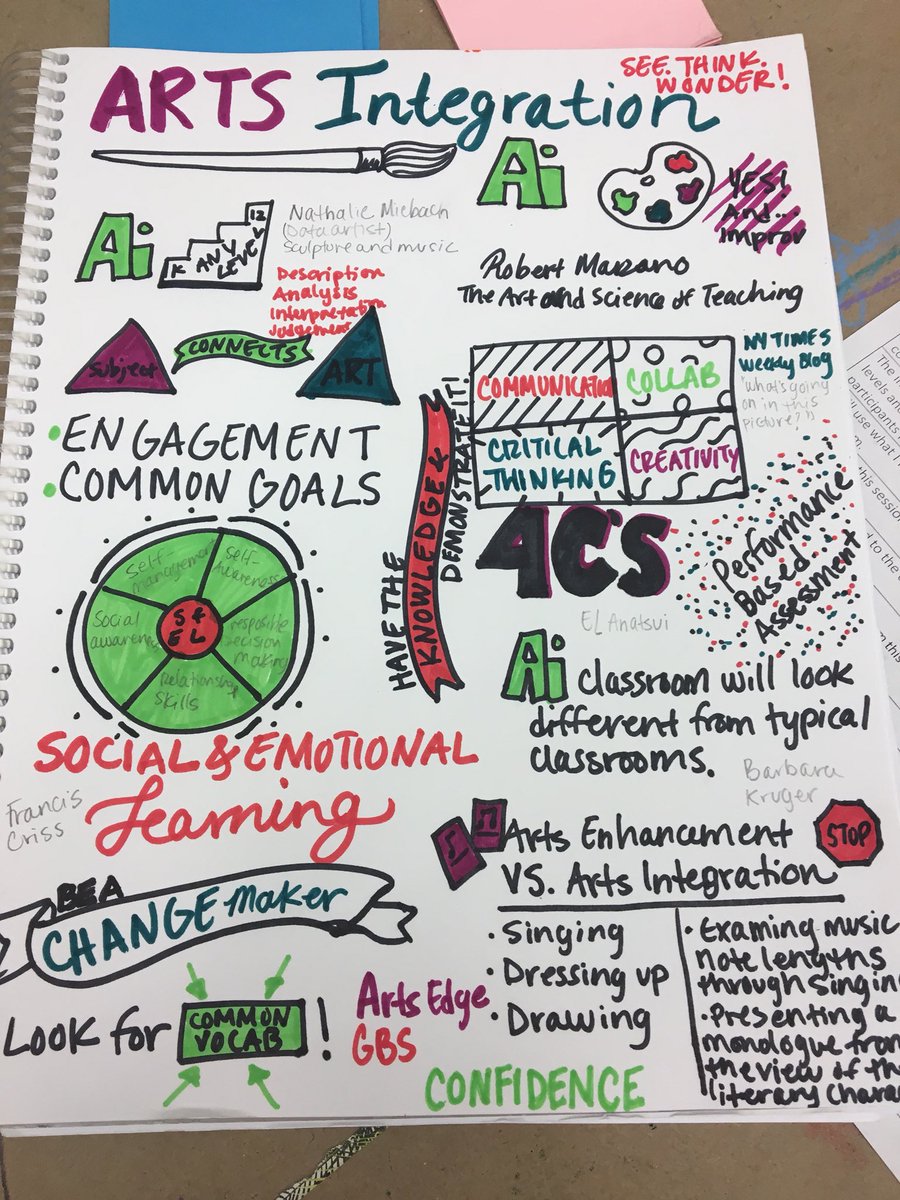 ARTS Integration
SEE. THINK.
WONDER!
Ai
YES!
And...
Improv
Ai
K ANY LEVEL 12
Nathalie Miebach
(Data artist)
Sculpture and music
Description
Analysis
Interpretation
Judgement
Robert Marzano
The Art and Science of Teaching
Subject
CONNECTS
ART
COMMUNICATION
COLLAB
CRITICAL
THINKING
CREATIVITY
NY TIMES
Weekly Blog
"What's going
on in this
picture?"
4C's
• ENGAGEMENT
• COMMON GOALS
HAVE THE
KNOWLEDGE &
DEMONSTRATE IT.
Performance
Based
Assessment
Self-
management
Self-
Awareness
Social
awareness
responsible
decision
making
Relationship
skills
S &
E L
SOCIAL & EMOTIONAL
Learning
EL Anatsui
Ai classroom will look
different from typical
classrooms.
Barbara
Kruger
Francis
Criss
BE A
CHANGE maker
Look for COMMON
VOCAB !
Arts Edge
GBS
CONFIDENCE
Arts Enhancement
VS. Arts Integration
STOP
• Singing
• Dressing up
• Drawing
• Examining music
note lengths
through singin
• Presenting a
monologue from
the view of the
literary chara